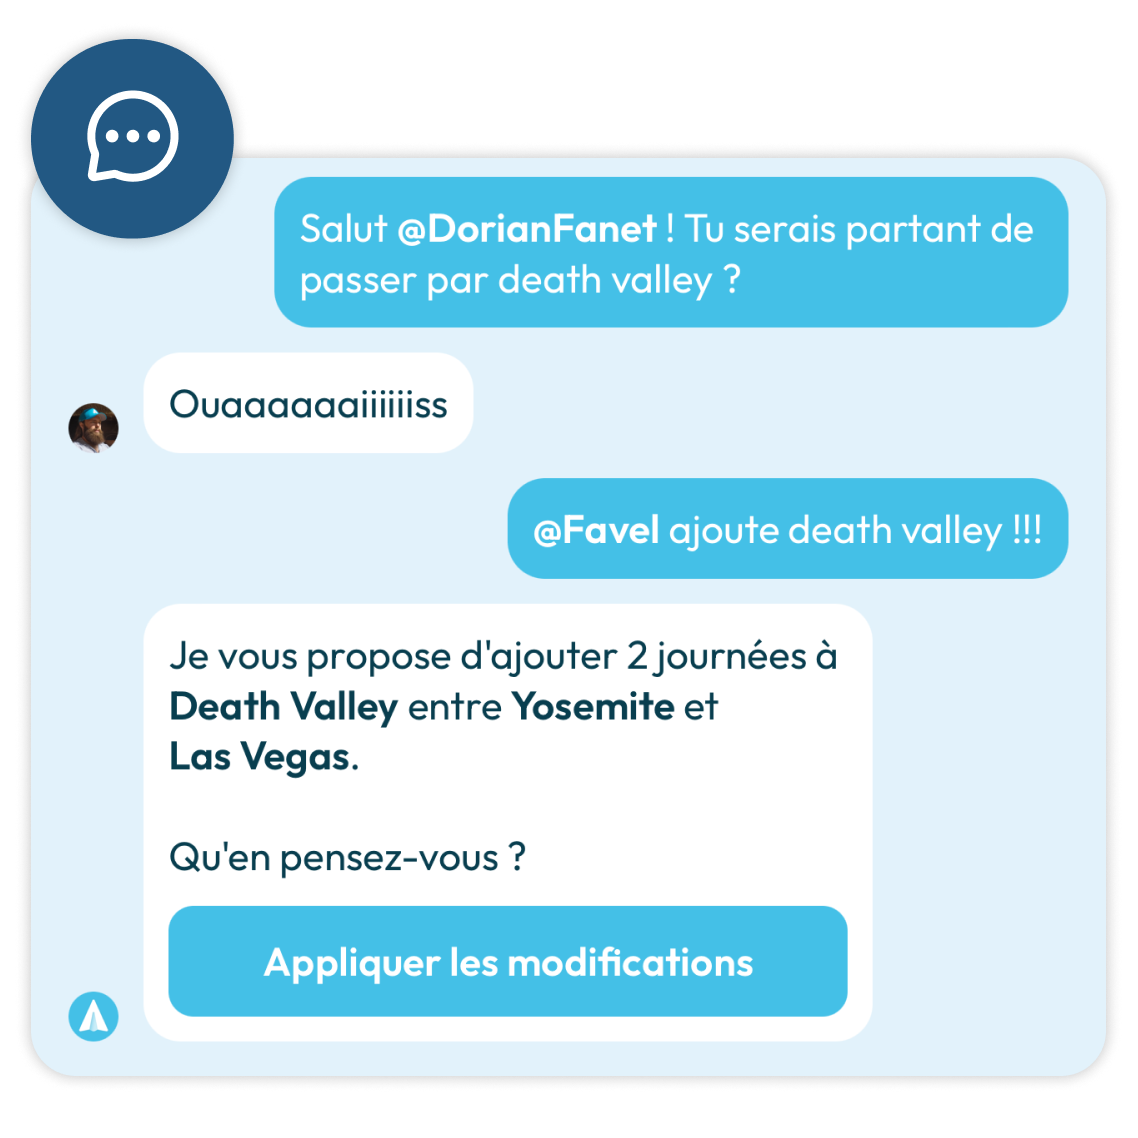 Salut @DorianFanet ! Tu serais partant de
passer par death valley ?
Ouaaaaaaiiiiiiss
@Favel ajoute death valley !!!
Je vous propose d'ajouter 2 journées à
Death Valley entre Yosemite et
Las Vegas.
Qu'en pensez-vous ?
Appliquer les modifications